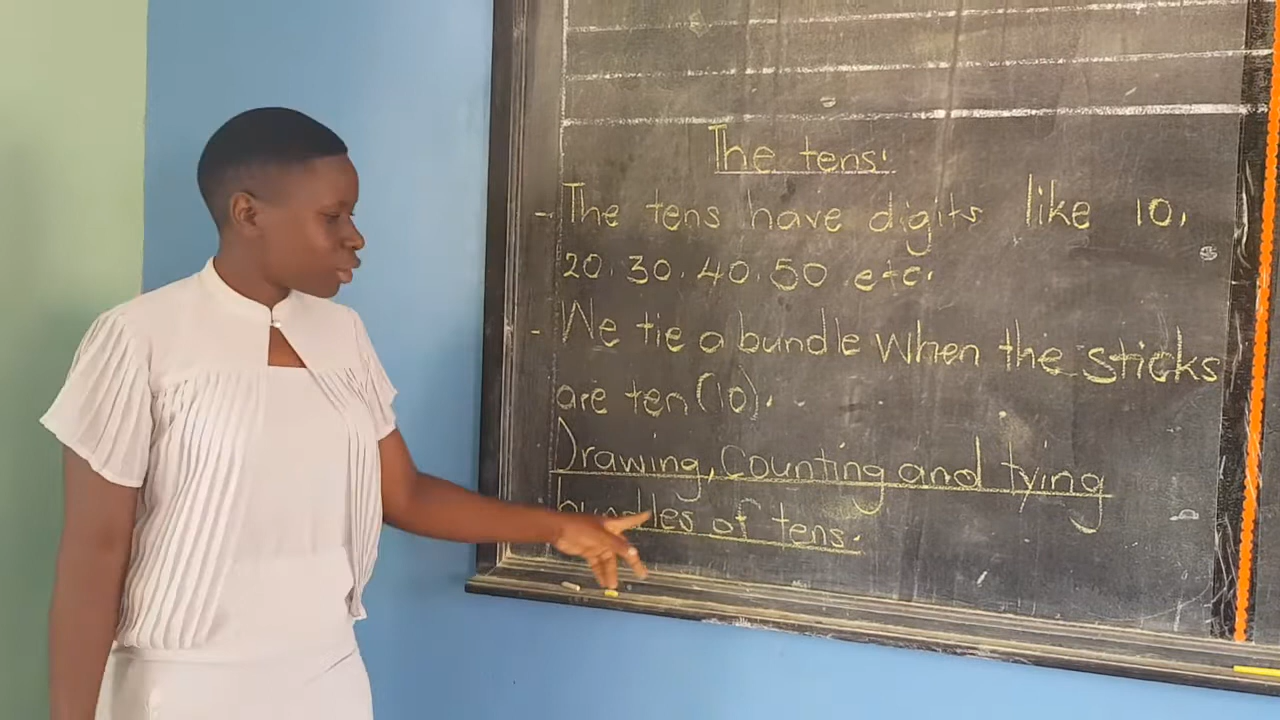 The tens.
- The tens have digits like 10,
20, 30, 40, 50 etc.
- We tie a bundle when the sticks
are ten (10).
Drawing, Counting and tying
bundles of tens.